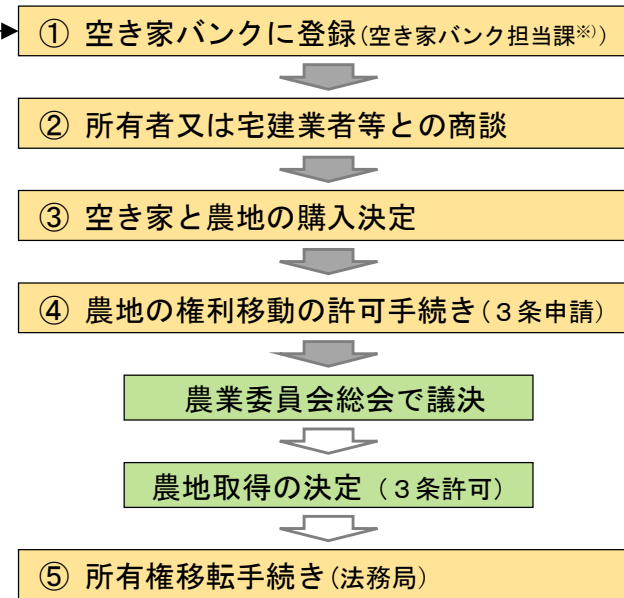 ① 空き家バンクに登録(空き家バンク担当課※))
② 所有者又は宅建業者等との商談
③ 空き家と農地の購入決定
④ 農地の権利移動の許可手続き(３条申請)
農業委員会総会で議決
農地取得の決定（３条許可）
⑤ 所有権移転手続き(法務局)